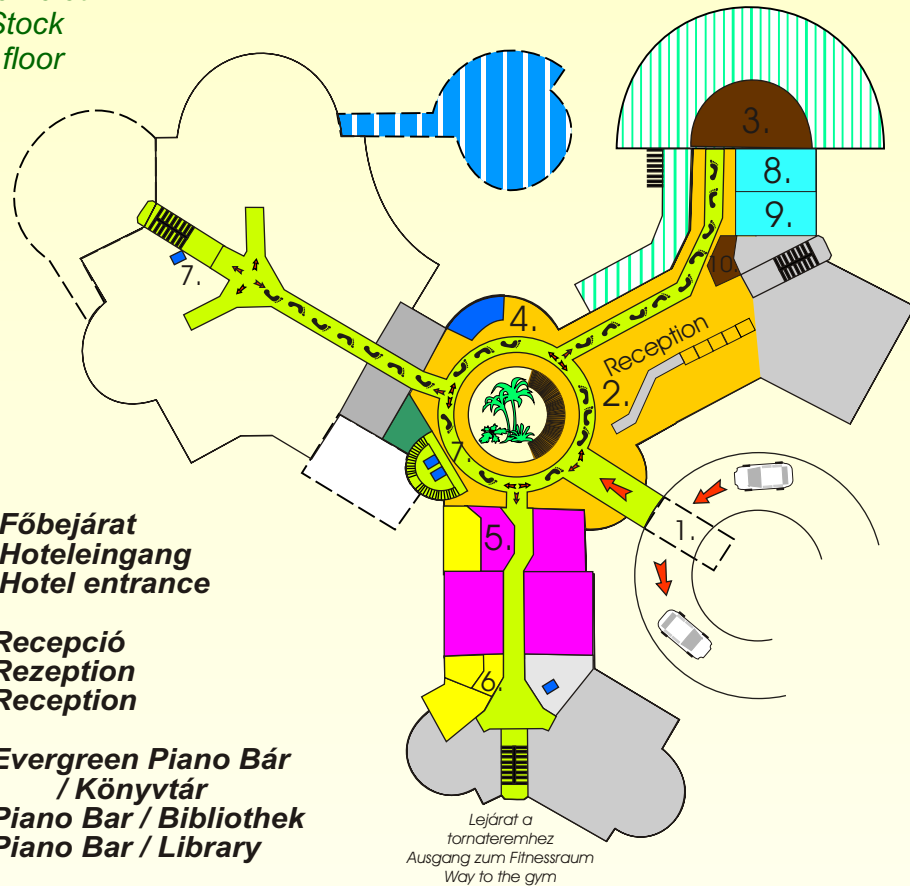 Stock
floor
3.
8.
9.
10.
7.
4.
Reception
2.
7.
1.
5.
6.
Főbejárat
Hoteleingang
Hotel entrance
Recepció
Rezeption
Reception
Evergreen Piano Bár
/ Könyvtár
Piano Bar / Bibliothek
Piano Bar / Library
Lejárat a
tornateremhez
Ausgang zum Fitnessraum
Way to the gym